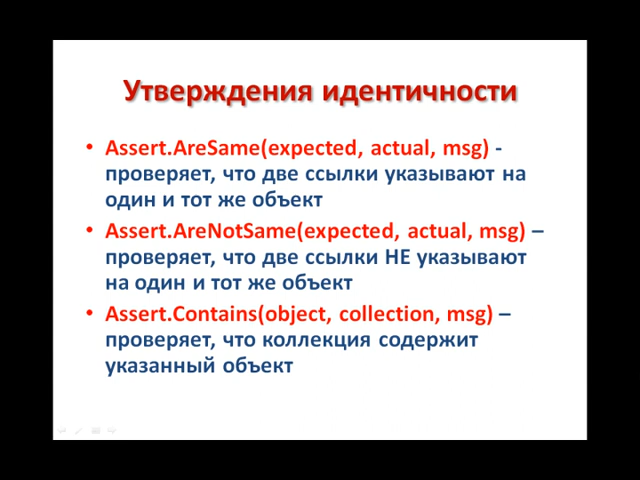 Утверждения идентичности
• Assert.AreSame(expected, actual, msg) -
проверяет, что две ссылки указывают на
один и тот же объект
• Assert.AreNotSame(expected, actual, msg) –
проверяет, что две ссылки НЕ указывают
на один и тот же объект
• Assert.Contains(object, collection, msg) –
проверяет, что коллекция содержит
указанный объект